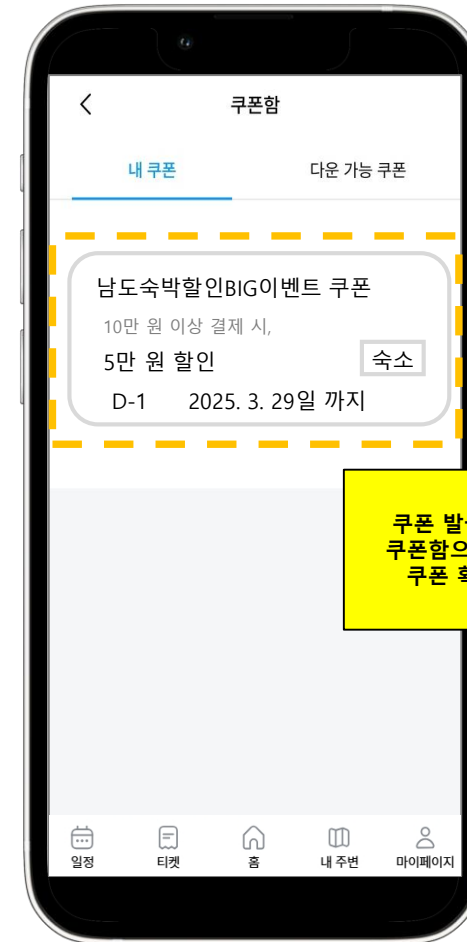 쿠폰함
내 쿠폰 다운 가능 쿠폰
남도숙박할인BIG이벤트 쿠폰
10만 원 이상 결제 시,
5만 원 할인 숙소
D-1 2025. 3. 29일 까지
쿠폰
쿠폰함으
쿠폰
일정 티켓 홈 내 주변 마이페이지